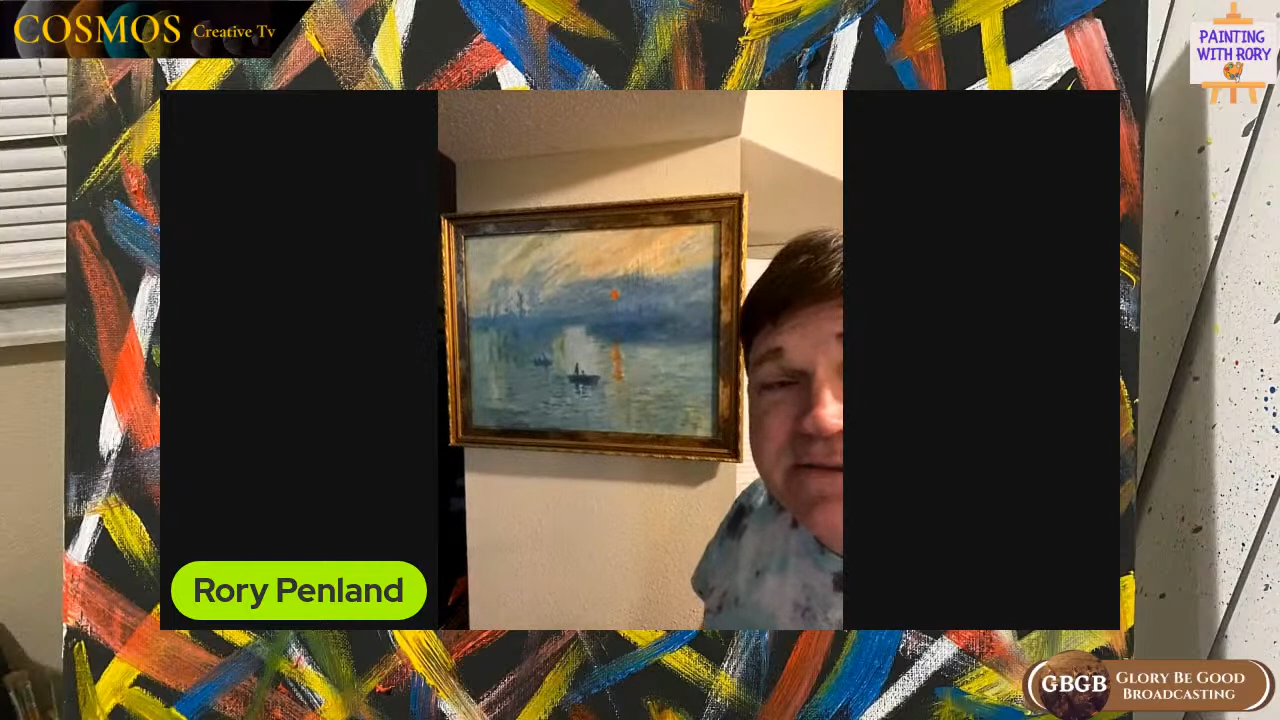 COSMOS Creative Tv
PAINTING
WITH RORY
Rory Penland
GBGB GLORY BE GOOD
BROADCASTING